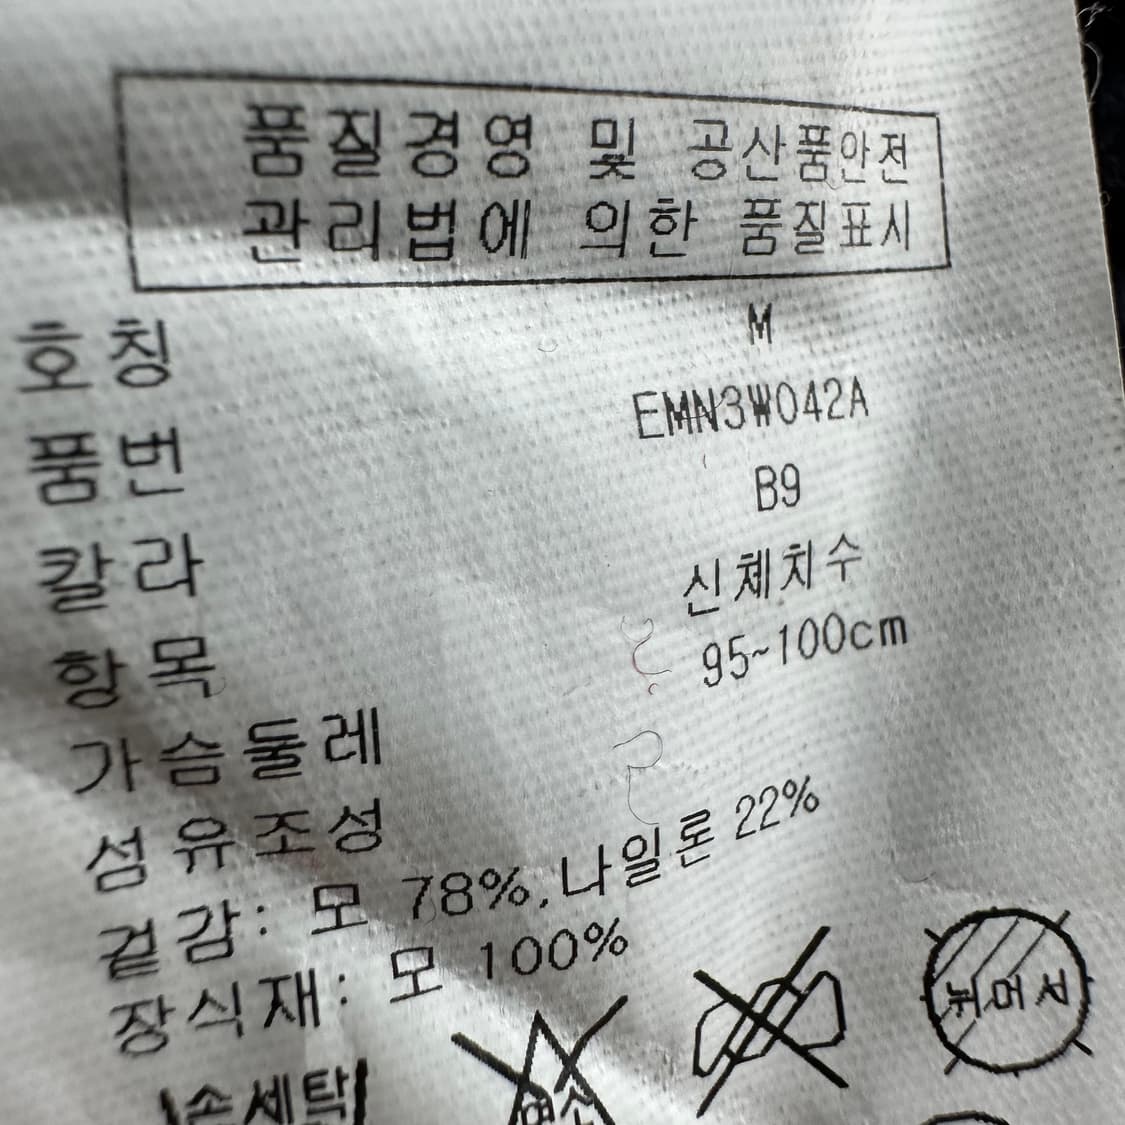 품질경영 및 공산품안전
관리법에 의한 품질표시
호칭 M
품번 EMN3W042A
칼라 B9
항목 신체치수
가슴둘레 95~100cm
섬유조성
겉감: 모 78%,나일론 22%
장식재: 모 100%
뉘어서
손세탁